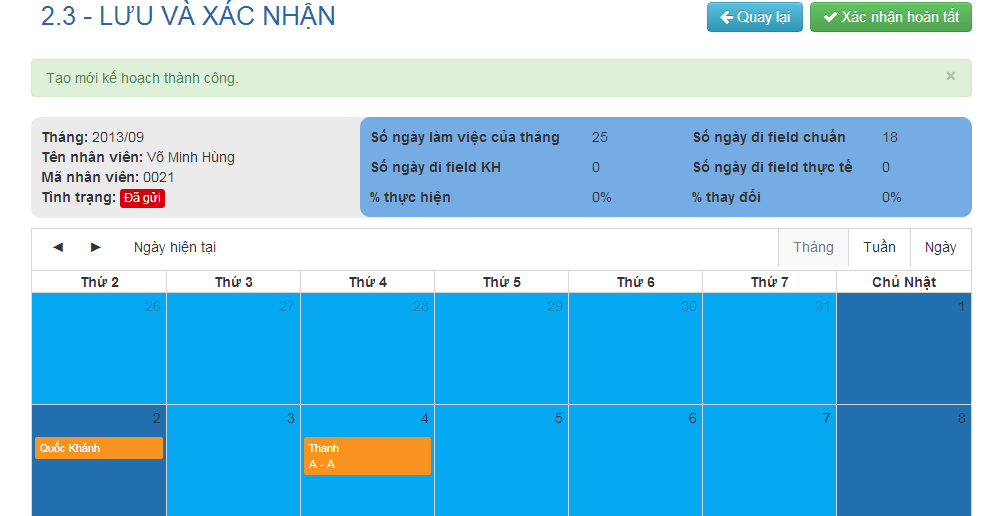 2.3 - LƯU VÀ XÁC NHẬN
Quay lại
Xác nhận hoàn tất
Tạo mới kế hoạch thành công.
×
Tháng: 2013/09
Tên nhân viên: Võ Minh Hùng
Mã nhân viên: 0021
Tình trạng: Đã gửi
Số ngày làm việc của tháng 25 Số ngày đi field chuẩn 18
Số ngày đi field KH 0 Số ngày đi field thực tế 0
% thực hiện 0% % thay đổi 0%
◄ ► Ngày hiện tại Tháng Tuần Ngày
Thứ 2 Thứ 3 Thứ 4 Thứ 5 Thứ 6 Thứ 7 Chủ Nhật
26 27 28 29 30 31 1
2 3 4 5 6 7 8
Quốc Khánh
Thanh
A - A